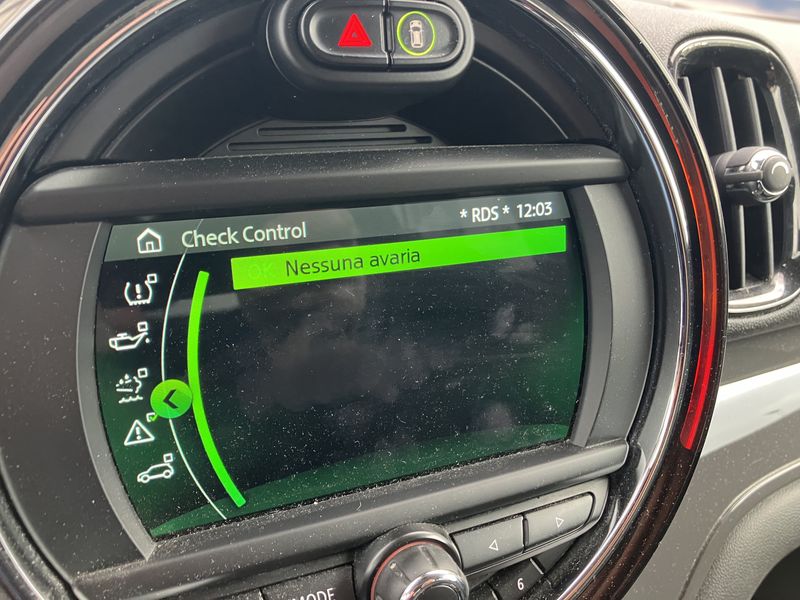 Check Control
* RDS * 12:03
OK Nessuna avaria
MODE
6